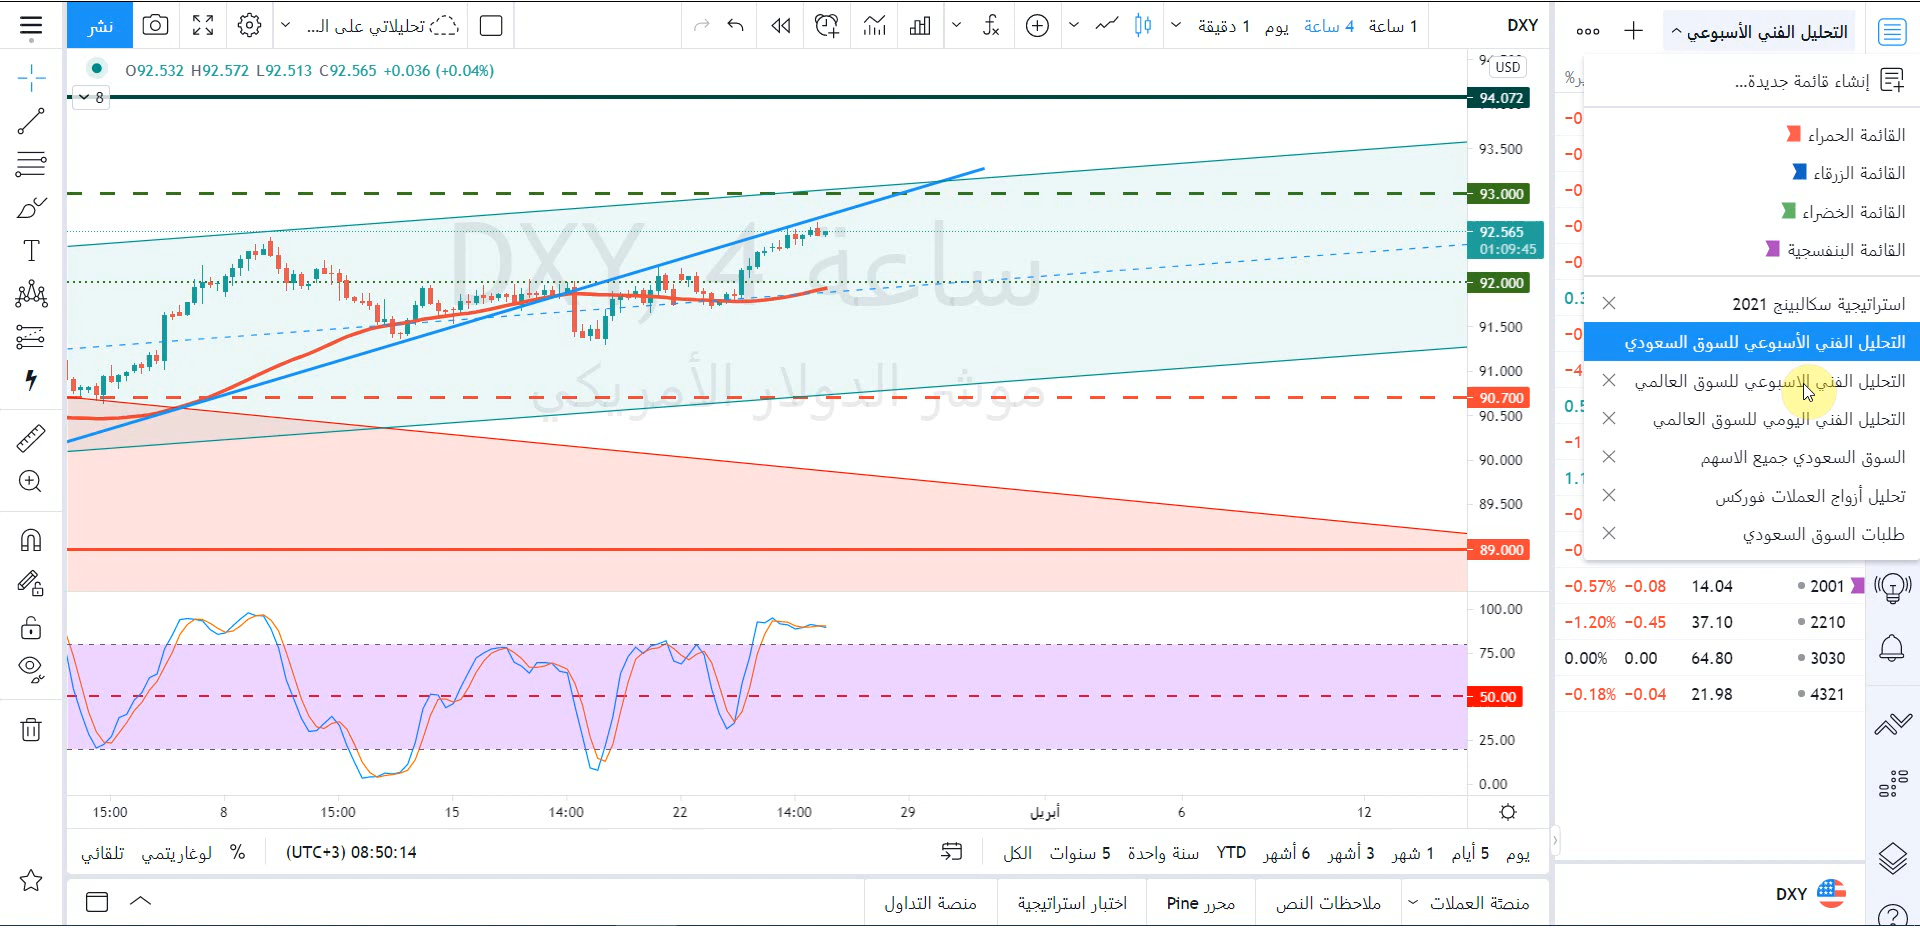 نشر
تحليلاتي على الـ...
1 دقيقة
يوم
4 ساعة
1 ساعة
DXY
التحليل الفني الأسبوعي
O92.532 H92.572 L92.513 C92.565 +0.036 (+0.04%)
8
USD
إنشاء قائمة جديدة...
القائمة الحمراء
القائمة الزرقاء
القائمة الخضراء
القائمة البنفسجية
استراتيجية سكالبينج 2021
التحليل الفني الأسبوعي للسوق السعودي
التحليل الفني الاسبوعي للسوق العالمي
التحليل الفني اليومي للسوق العالمي
السوق السعودي جميع الاسهم
تحليل أزواج العملات فوركس
طلبات السوق السعودي
94.072
93.500
93.000
92.565
01:09:45
92.000
91.500
91.000
90.700
90.500
90.000
89.500
89.000
DXY, 4 ساعة
مؤشر الدولار الأمريكي
100.00
75.00
50.00
25.00
0.00
−0.57% −0.08 14.04 2001
−1.20% −0.45 37.10 2210
0.00% 0.00 64.80 3030
−0.18% −0.04 21.98 4321
15:00 8 15:00 15 14:00 22 14:00 29 أبريل 6 12
تلقائي
لوغاريتمي
%
08:50:14 (UTC+3)
الكل
5 سنوات
سنة واحدة
YTD
6 أشهر
3 أشهر
1 شهر
5 أيام
يوم
منصة التداول
اختبار استراتيجية
محرر Pine
ملاحظات النص
منصئة العملات
DXY